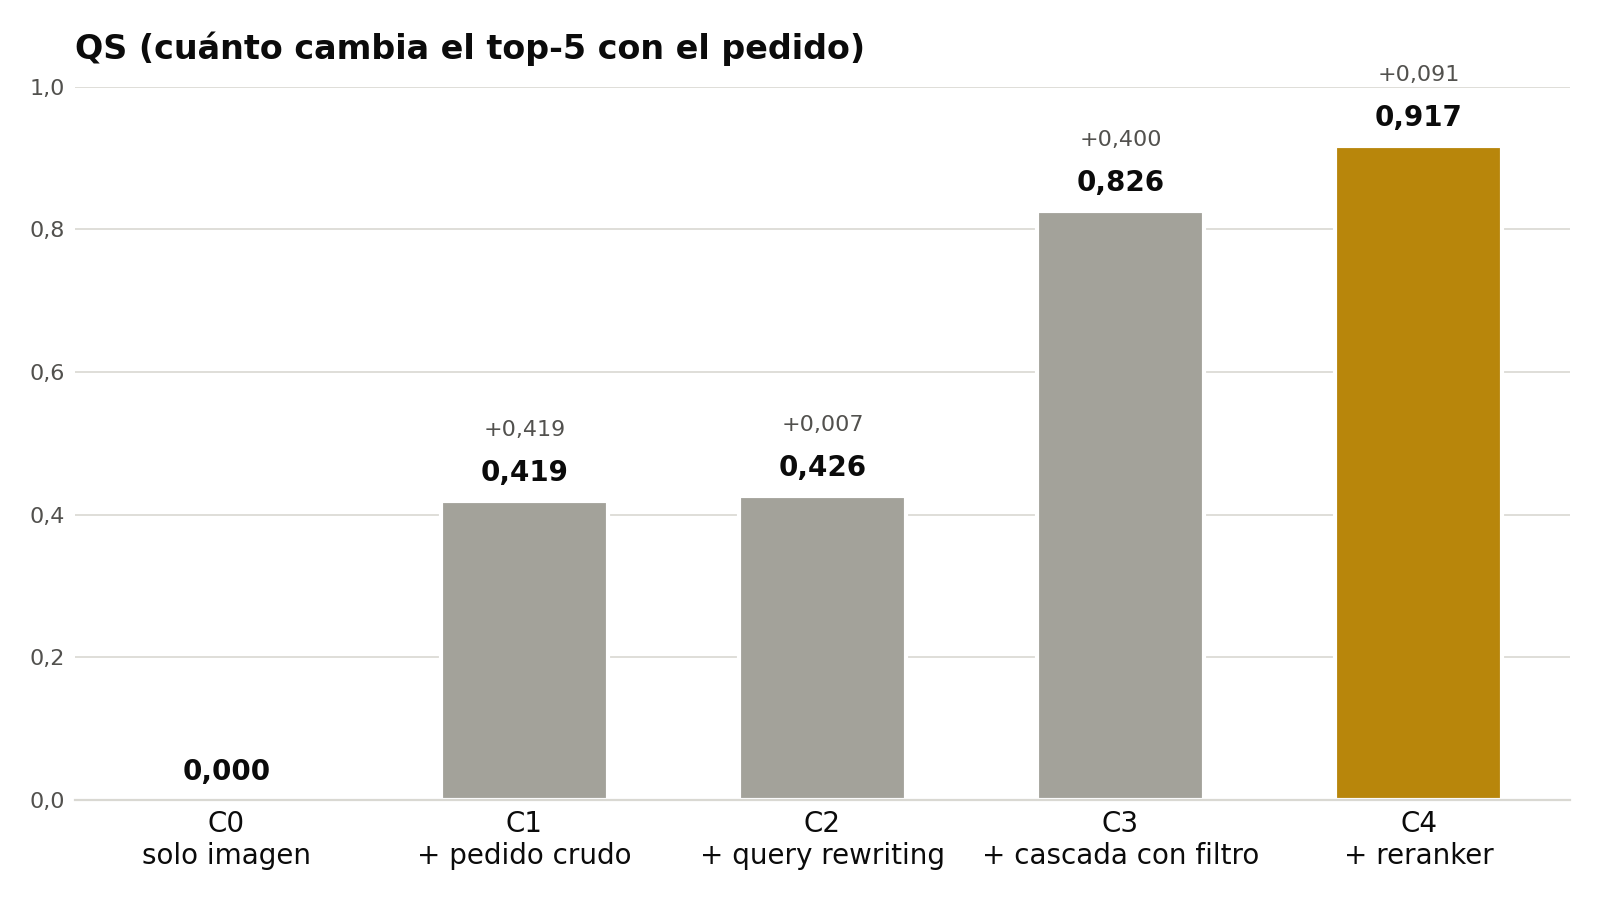 QS (cuánto cambia el top-5 con el pedido)
1,0
0,8
0,6
0,4
0,2
0,0
0,000
+0,419
0,419
+0,007
0,426
+0,400
0,826
+0,091
0,917
C0
solo imagen
C1
+ pedido crudo
C2
+ query rewriting
C3
+ cascada con filtro
C4
+ reranker